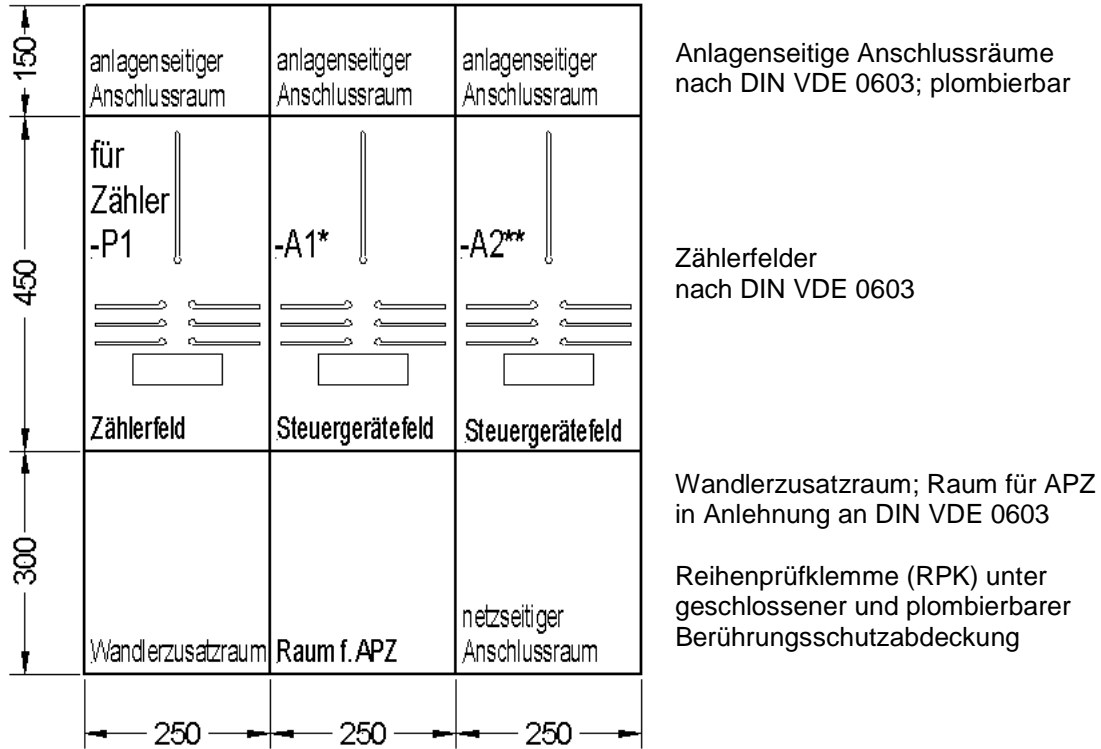 150
anlagenseitiger
Anschlussraum
anlagenseitiger
Anschlussraum
anlagenseitiger
Anschlussraum
Anlagenseitige Anschlussräume
nach DIN VDE 0603; plombierbar
450
für
Zähler
-P1
-A1*
-A2**
Zählerfeld
Steuergerätefeld
Steuergerätefeld
Zählerfelder
nach DIN VDE 0603
300
Wandlerzusatzraum
Raum f. APZ
netzseitiger
Anschlussraum
Wandlerzusatzraum; Raum für APZ
in Anlehnung an DIN VDE 0603
Reihenprüfklemme (RPK) unter
geschlossener und plombierbarer
Berührungsschutzabdeckung
250
250
250